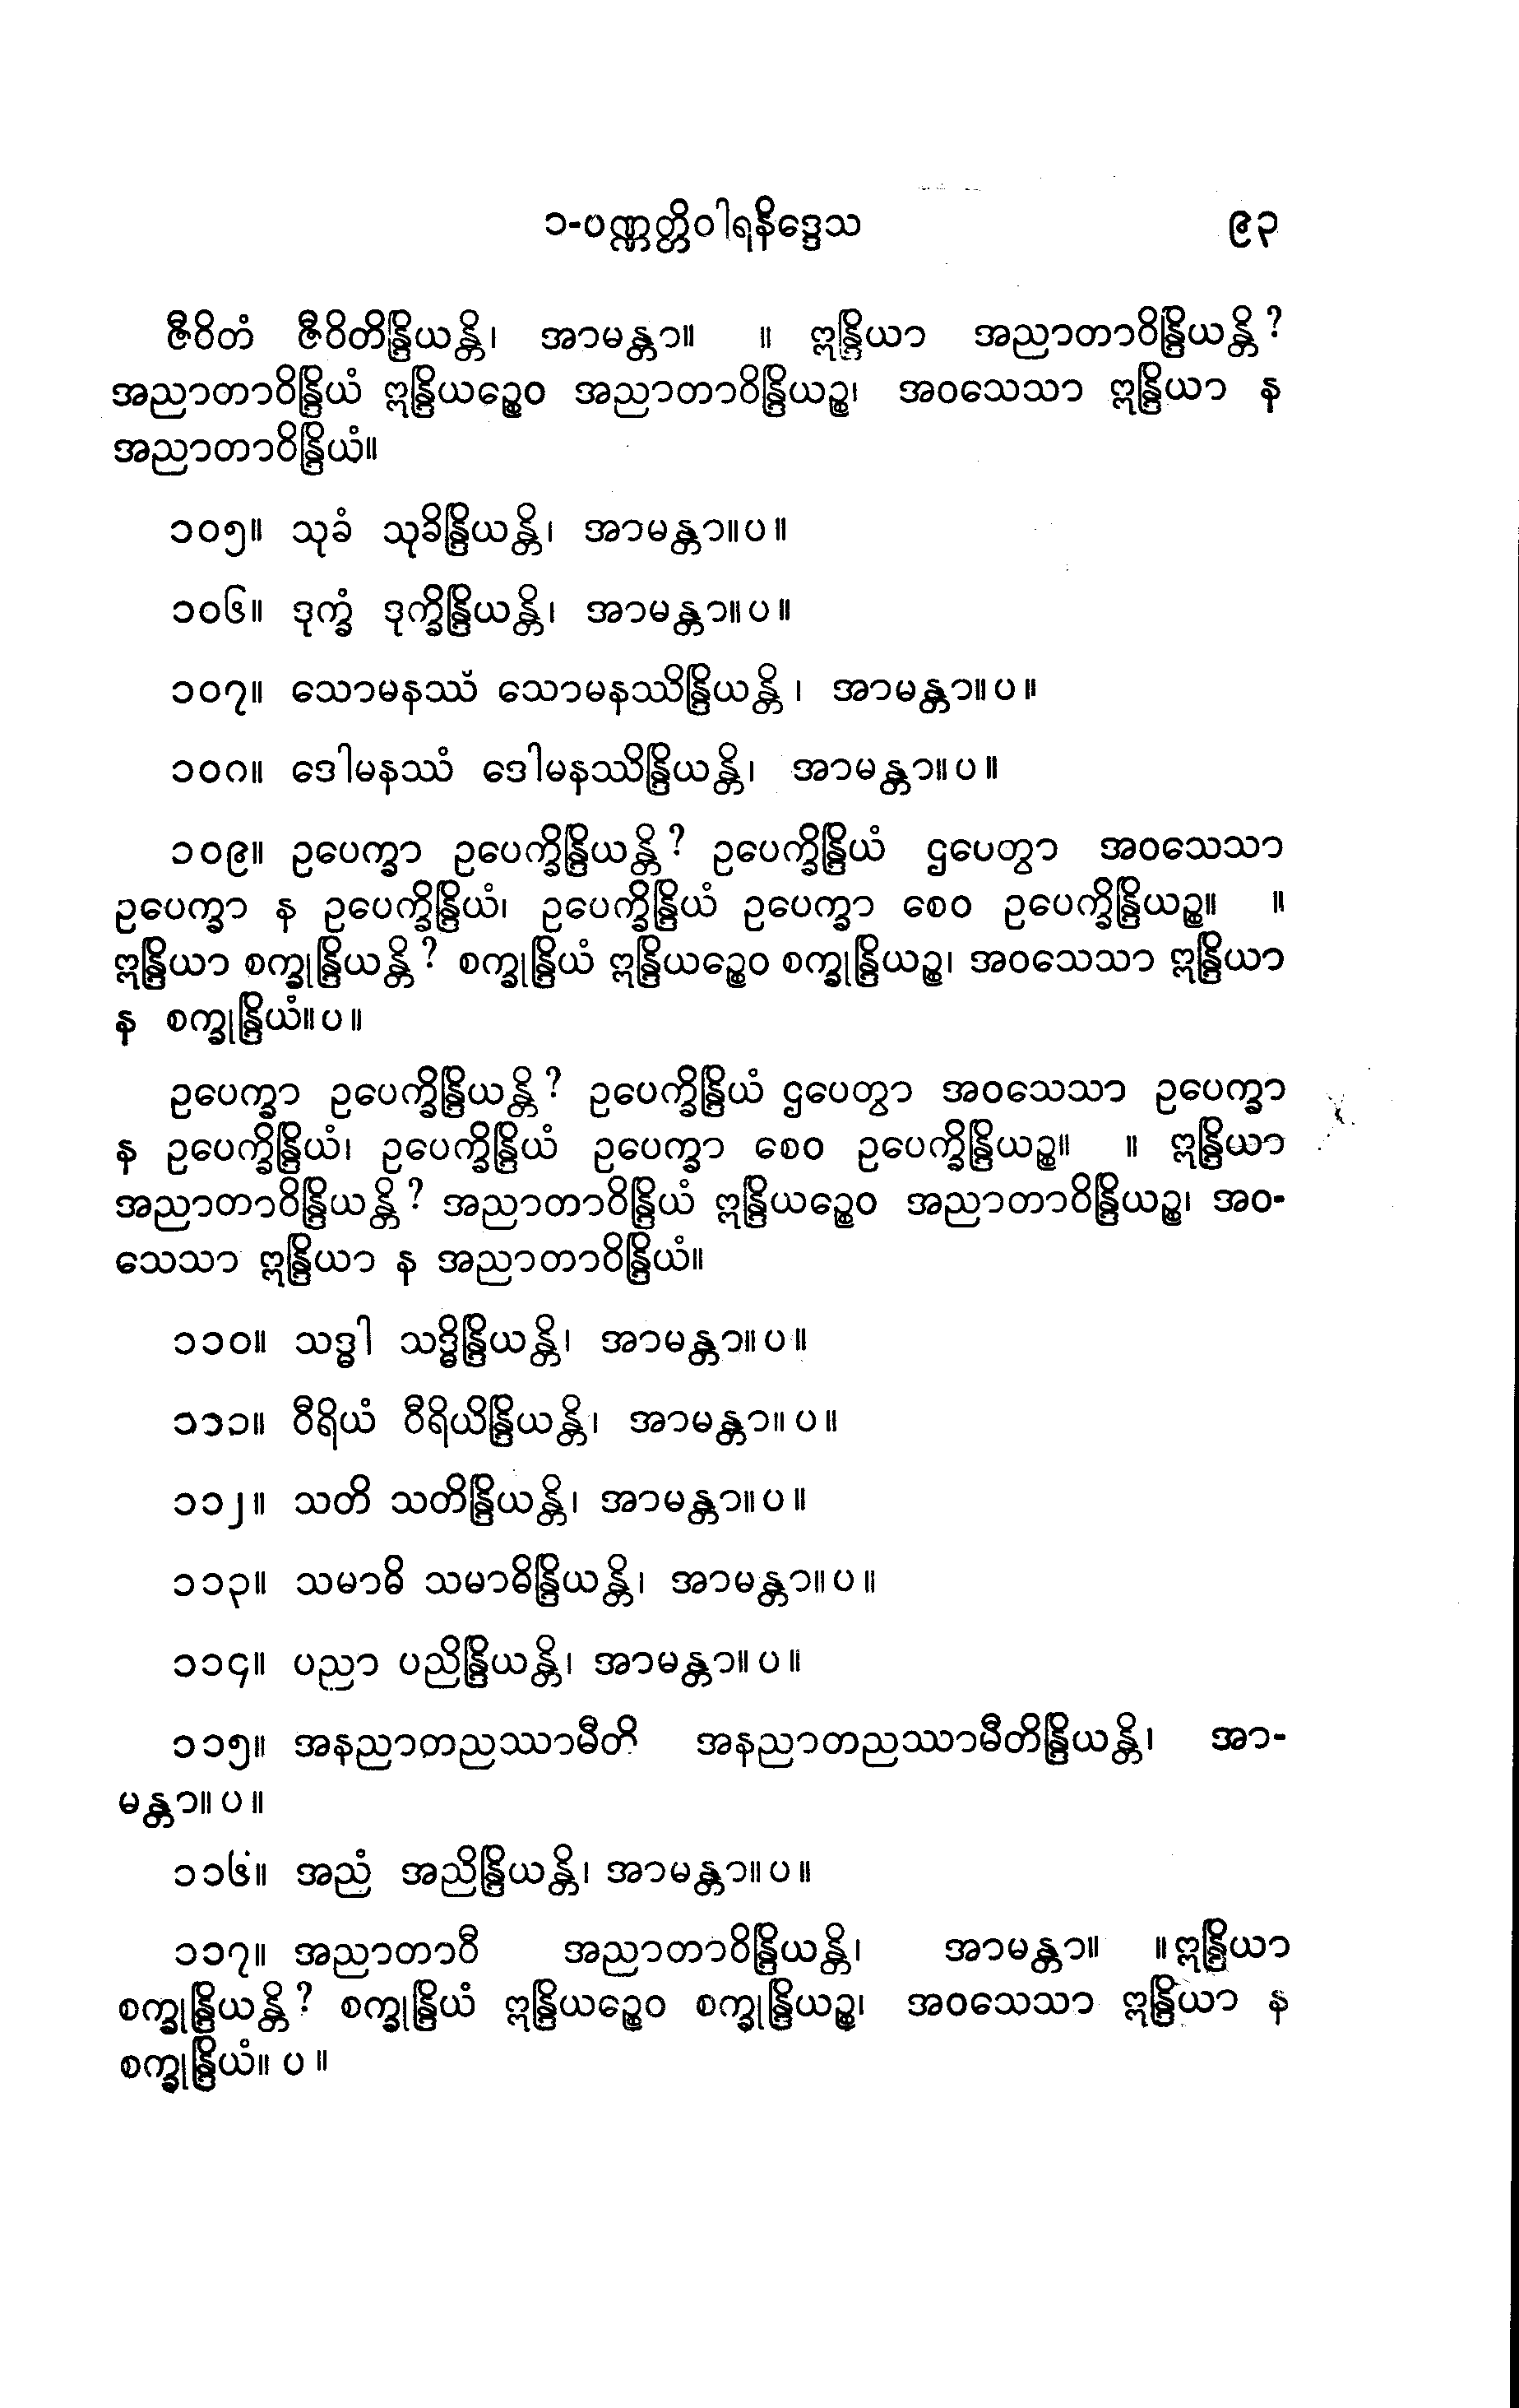 ၁-ပဏ္ဏတ္တိဝါရနိဒ္ဒေသ ၉၃
ဇီဝိတံ ဇီဝိတိန္ဒြိယန္တိ၊ အာမန္တာ။ ။ ဣန္ဒြိယာ အညာတာဝိန္ဒြိယန္တိ?
အညာတာဝိန္ဒြိယံ ဣန္ဒြိယဉ္စေဝ အညာတာဝိန္ဒြိယဉ္စ၊ အဝသေသာ ဣန္ဒြိယာ န
အညာတာဝိန္ဒြိယံ။
၁၀၅။ သုခံ သုခိန္ဒြိယန္တိ၊ အာမန္တာ။ပ။
၁၀၆။ ဒုက္ခံ ဒုက္ခိန္ဒြိယန္တိ၊ အာမန္တာ။ပ။
၁၀၇။ သောမနဿံ သောမနဿိန္ဒြိယန္တိ၊ အာမန္တာ။ပ။
၁၀၈။ ဒေါမနဿံ ဒေါမနဿိန္ဒြိယန္တိ၊ အာမန္တာ။ပ။
၁၀၉။ ဥပေက္ခာ ဥပေက္ခိန္ဒြိယန္တိ? ဥပေက္ခိန္ဒြိယံ ဌပေတွာ အဝသေသာ
ဥပေက္ခာ န ဥပေက္ခိန္ဒြိယံ၊ ဥပေက္ခိန္ဒြိယံ ဥပေက္ခာ စေဝ ဥပေက္ခိန္ဒြိယဉ္စ။ ။
ဣန္ဒြိယာ စက္ခုန္ဒြိယန္တိ? စက္ခုန္ဒြိယံ ဣန္ဒြိယဉ္စေဝ စက္ခုန္ဒြိယဉ္စ၊ အဝသေသာ ဣန္ဒြိယာ
န စက္ခုန္ဒြိယံ။ပ။
ဥပေက္ခာ ဥပေက္ခိန္ဒြိယန္တိ? ဥပေက္ခိန္ဒြိယံ ဌပေတွာ အဝသေသာ ဥပေက္ခာ
န ဥပေက္ခိန္ဒြိယံ၊ ဥပေက္ခိန္ဒြိယံ ဥပေက္ခာ စေဝ ဥပေက္ခိန္ဒြိယဉ္စ။ ။ ဣန္ဒြိယာ
အညာတာဝိန္ဒြိယန္တိ? အညာတာဝိန္ဒြိယံ ဣန္ဒြိယဉ္စေဝ အညာတာဝိန္ဒြိယဉ္စ၊ အဝ-
သေသာ ဣန္ဒြိယာ န အညာတာဝိန္ဒြိယံ။
၁၁၀။ သဒ္ဓါ သဒ္ဓိန္ဒြိယန္တိ၊ အာမန္တာ။ပ။
၁၁၁။ ဝီရိယံ ဝီရိယိန္ဒြိယန္တိ၊ အာမန္တာ။ပ။
၁၁၂။ သတိ သတိန္ဒြိယန္တိ၊ အာမန္တာ။ပ။
၁၁၃။ သမာဓိ သမာဓိန္ဒြိယန္တိ၊ အာမန္တာ။ပ။
၁၁၄။ ပညာ ပညိန္ဒြိယန္တိ၊ အာမန္တာ။ပ။
၁၁၅။ အနညာတညဿာမီတိ အနညာတညဿာမီတိန္ဒြိယန္တိ၊ အာ-
မန္တာ။ပ။
၁၁၆။ အညံ အညိန္ဒြိယန္တိ၊ အာမန္တာ။ပ။
၁၁၇။ အညာတာဝီ အညာတာဝိန္ဒြိယန္တိ၊ အာမန္တာ။ ။ဣန္ဒြိယာ
စက္ခုန္ဒြိယန္တိ? စက္ခုန္ဒြိယံ ဣန္ဒြိယဉ္စေဝ စက္ခုန္ဒြိယဉ္စ၊ အဝသေသာ ဣန္ဒြိယာ န
စက္ခုန္ဒြိယံ။ ပ။